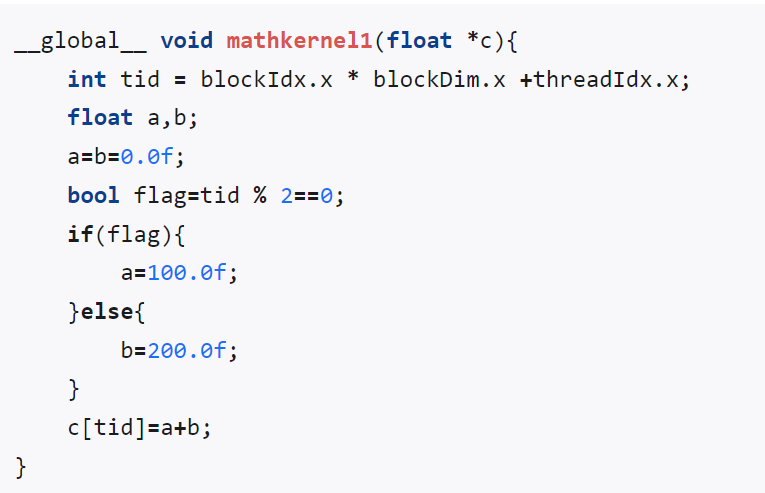 __global__ void mathkernel1(float *c){
    int tid = blockIdx.x * blockDim.x +threadIdx.x;
    float a,b;
    a=b=0.0f;
    bool flag=tid % 2==0;
    if(flag){
        a=100.0f;
    }else{
        b=200.0f;
    }
    c[tid]=a+b;
}